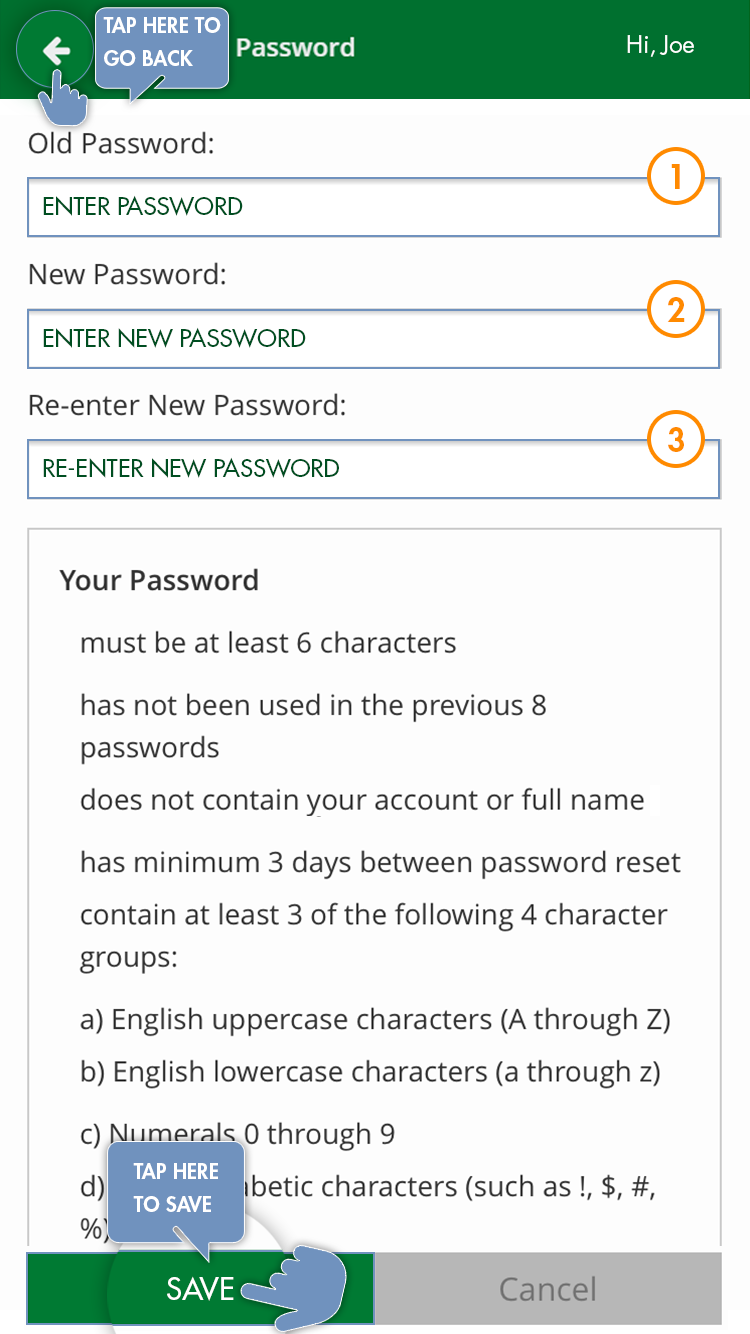 TAP HERE TO
GO BACK
Password
Hi, Joe
Old Password:
1
ENTER PASSWORD
New Password:
2
ENTER NEW PASSWORD
Re-enter New Password:
3
RE-ENTER NEW PASSWORD
Your Password
must be at least 6 characters
has not been used in the previous 8
passwords
does not contain your account or full name
has minimum 3 days between password reset
contain at least 3 of the following 4 character
groups:
a) English uppercase characters (A through Z)
b) English lowercase characters (a through z)
c) Numerals 0 through 9
TAP HERE
TO SAVE
d) betic characters (such as !, $, #,
%)
SAVE
Cancel